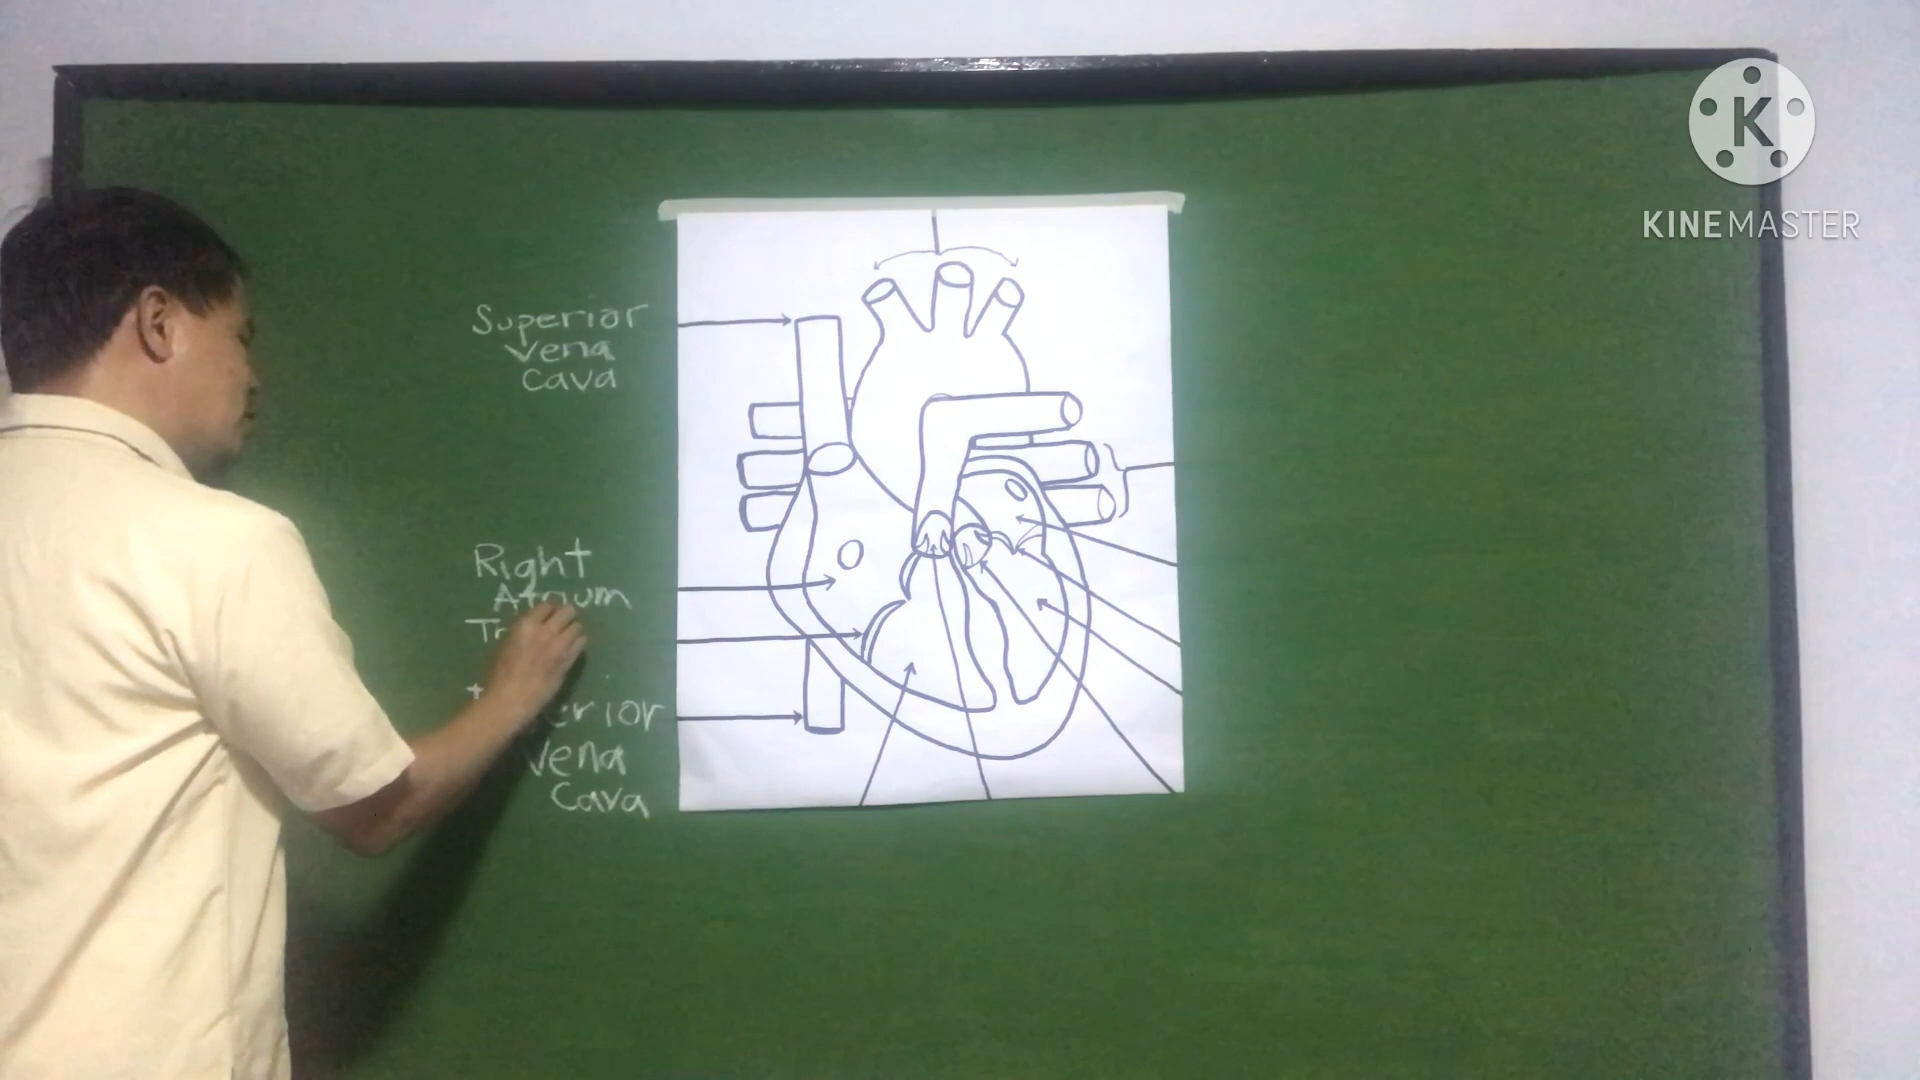 Superior
Vena
Cava
Right
Atrium
Vena
Cava
K
KINEMASTER